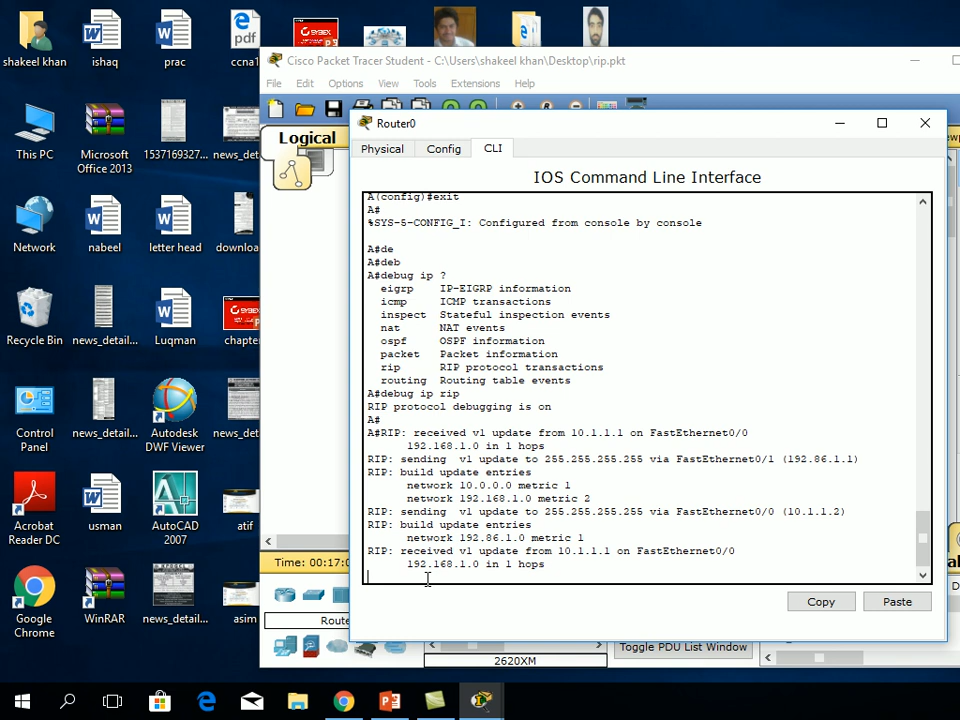 shakeel khan
ishaq
prac
ccna1
pdf
SYBEX
This PC
Microsoft
Office 2013
1537169327...
news_det
Network
nabeel
letter head
downloa
Recycle Bin
news_detail...
Luqman
chapte
Control
Panel
news_detail...
Autodesk
DWF Viewer
news_det
Acrobat
Reader DC
usman
AutoCAD
2007
atif
Google
Chrome
WinRAR
news_detail...
asim
Cisco Packet Tracer Student - C:\Users\shakeel khan\Desktop\rip.pkt
File Edit Options View Tools Extensions Help
Logical
Router0
Physical Config CLI
IOS Command Line Interface
A(config)#exit
A#
%SYS-5-CONFIG_I: Configured from console by console
A#de
A#deb
A#debug ip ?
eigrp IP-EIGRP information
icmp ICMP transactions
inspect Stateful inspection events
nat NAT events
ospf OSPF information
packet Packet information
rip RIP protocol transactions
routing Routing table events
A#debug ip rip
RIP protocol debugging is on
A#
A#RIP: received v1 update from 10.1.1.1 on FastEthernet0/0
192.168.1.0 in 1 hops
RIP: sending v1 update to 255.255.255.255 via FastEthernet0/1 (192.86.1.1)
RIP: build update entries
network 10.0.0.0 metric 1
network 192.168.1.0 metric 2
RIP: sending v1 update to 255.255.255.255 via FastEthernet0/0 (10.1.1.2)
RIP: build update entries
network 192.86.1.0 metric 1
RIP: received v1 update from 10.1.1.1 on FastEthernet0/0
192.168.1.0 in 1 hops
Copy Paste
Time: 00:17:0
Route
2620XM
Toggle PDU List Window